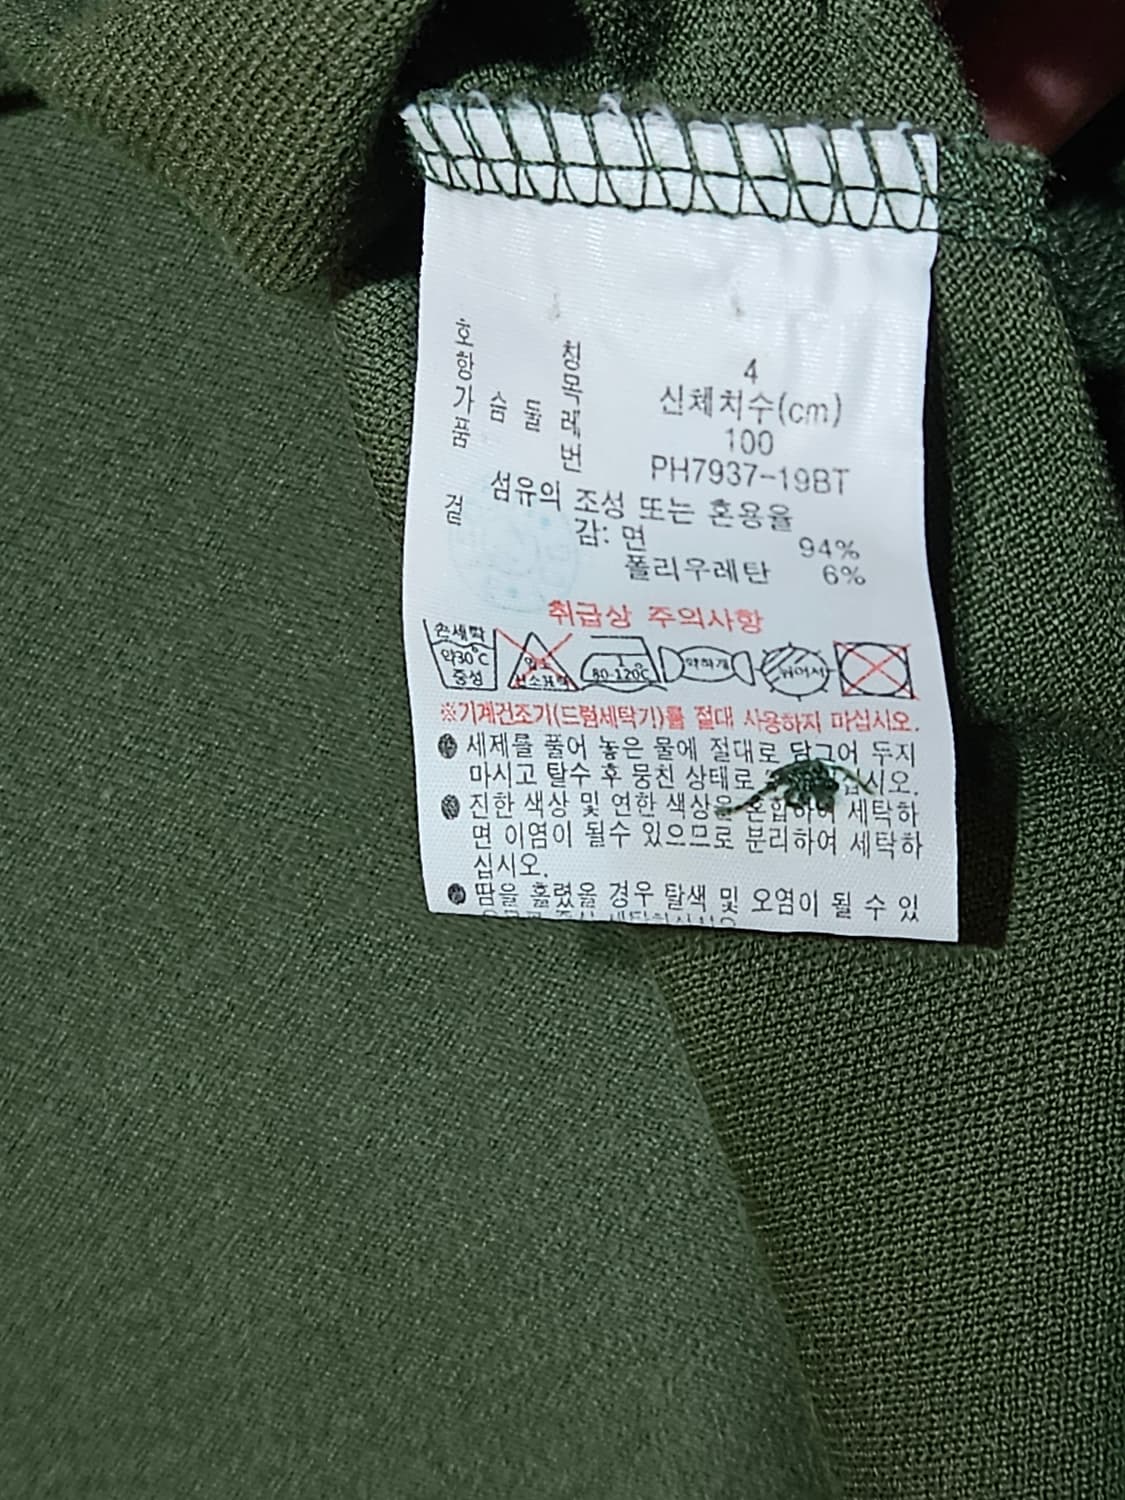 호칭 4
항목 신체치수(cm)
가슴둘레 100
품번 PH7937-19BT
섬유의 조성 또는 혼용율
겉감: 면 94%
폴리우레탄 6%
취급상 주의사항
손세탁 약30℃ 중성
80-120℃
약하게
뉘어서
※기계건조기(드럼세탁기)를 절대 사용하지 마십시오.
세제를 풀어 놓은 물에 절대로 담그어 두지
마시고 탈수 후 뭉친 상태로 십시오.
진한 색상 및 연한 색상을 혼합하여 세탁하
면 이염이 될수 있으므로 분리하여 세탁하
십시오.
땀을 흘렸을 경우 탈색 및 오염이 될 수 있